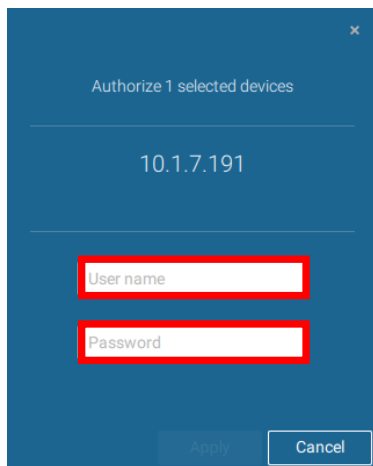 ×
Authorize 1 selected devices
10.1.7.191
User name
Password
Apply
Cancel